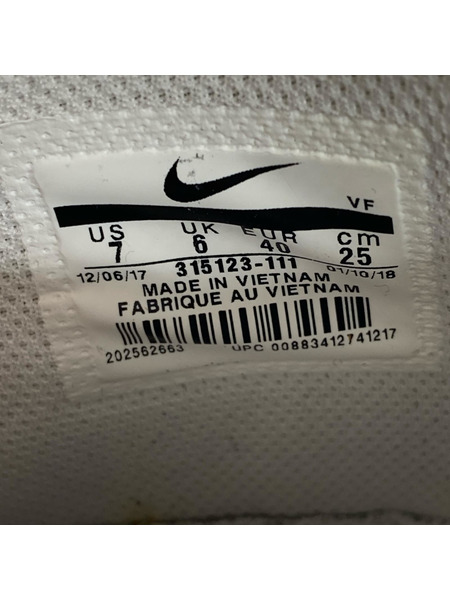 VF
US UK EUR cm
7 6 40 25
12/06/17 315123-111 01/10/18
MADE IN VIETNAM
FABRIQUE AU VIETNAM
202562663 UPC 00883412741217